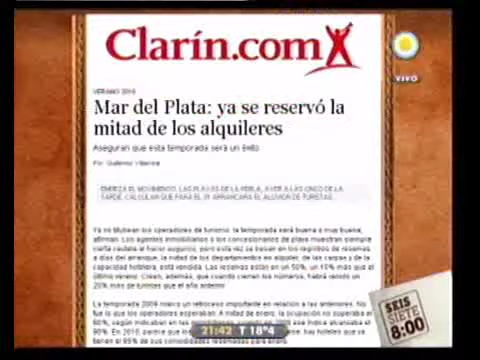 Clarín.com
VIVO
VERANO 2010
Mar del Plata: ya se reservó la
mitad de los alquileres
Aseguran que esta temporada será un éxito
Por: Guillermo Villarreal
EMPIEZA EL MOVIMIENTO. LAS PLAYAS DE LA PERLA, AYER A LAS CINCO DE LA
TARDE. CALCULAN QUE PARA EL 31 ARRANCARA EL ALUVION DE TURISTAS.
Ya no titubean los operadores de turismo: la temporada será buena o muy buena,
afirman. Los agentes inmobiliarios o los concesionarios de playa muestran siempre
cierta cautela al hacer augurios, pero esta vez se basan en los registros de reservas
a días del arranque, la mitad de los departamentos en alquiler, de las carpas y de la
capacidad hotelera, está vendida. Las reservas están en un 50%, un 10% más que el
último verano. Creen, además, que cuando cierren los números, habrá venido un
20% más de turistas que el año anterior.
La temporada 2009 marcó un retroceso importante en relación a las anteriores. No
fue lo que los operadores esperaban. A mitad de enero, la ocupación no superaba el
60%, según indicaban en las
90%. En 2010, parece que los
tienen el 65% de sus comodidades reservadas para enero.
21:42 T 18°4
SEIS
SIETE
8:00